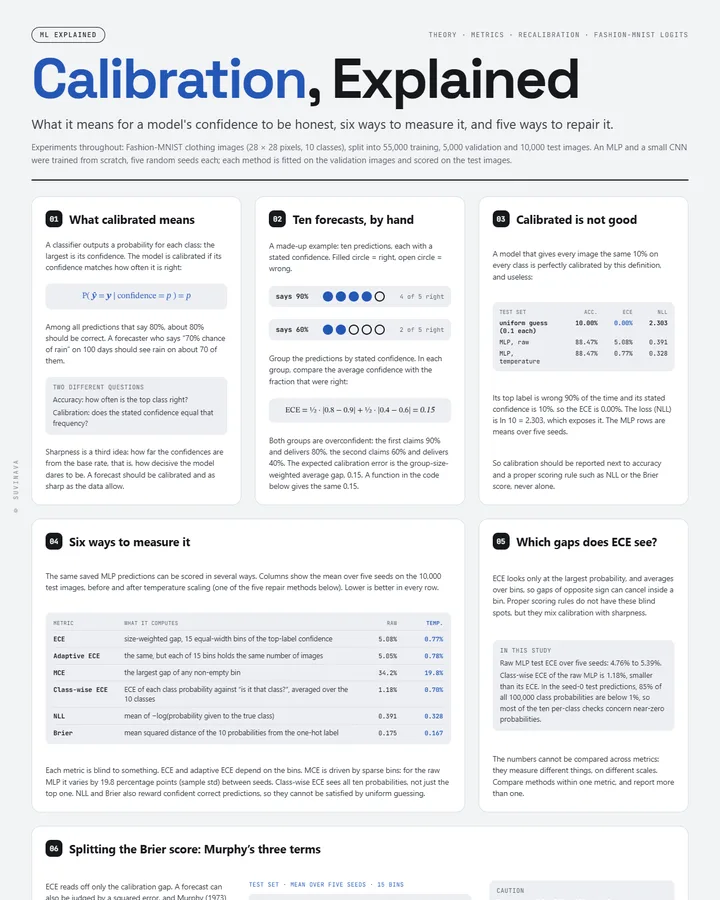 ML EXPLAINED
THEORY · METRICS · RECALIBRATION · FASHION-MNIST LOGITS
Calibration, Explained
What it means for a model's confidence to be honest, six ways to measure it, and five ways to repair it.
Experiments throughout: Fashion-MNIST clothing images (28 × 28 pixels, 10 classes), split into 55,000 training, 5,000 validation and 10,000 test images. An MLP and a small CNN
were trained from scratch, five random seeds each; each method is fitted on the validation images and scored on the test images.
01 What calibrated means
A classifier outputs a probability for each class; the
largest is its confidence. The model is calibrated if its
confidence matches how often it is right:
P( ŷ = y | confidence = p ) = p
Among all predictions that say 80%, about 80%
should be correct. A forecaster who says "70% chance
of rain" on 100 days should see rain on about 70 of
them.
TWO DIFFERENT QUESTIONS
Accuracy: how often is the top class right?
Calibration: does the stated confidence equal that
frequency?
Sharpness is a third idea: how far the confidences are
from the base rate, that is, how decisive the model
dares to be. A forecast should be calibrated and as
sharp as the data allow.
02 Ten forecasts, by hand
A made-up example: ten predictions, each with a
stated confidence. Filled circle = right, open circle =
wrong.
says 90% 4 of 5 right
says 60% 2 of 5 right
Group the predictions by stated confidence. In each
group, compare the average confidence with the
fraction that were right:
ECE = ½ · |0.8 − 0.9| + ½ · |0.4 − 0.6| = 0.15
Both groups are overconfident: the first claims 90%
and delivers 80%, the second claims 60% and delivers
40%. The expected calibration error is the group-size-
weighted average gap, 0.15. A function in the code
below gives the same 0.15.
03 Calibrated is not good
A model that gives every image the same 10% on
every class is perfectly calibrated by this definition,
and useless:
TEST SET ACC. ECE NLL
uniform guess 10.00% 0.00% 2.303
(0.1 each)
MLP, raw 88.47% 5.08% 0.391
MLP, 88.47% 0.77% 0.328
temperature
Its top label is wrong 90% of the time and its stated
confidence is 10%, so the ECE is 0.00%. The loss (NLL)
is ln 10 = 2.303, which exposes it. The MLP rows are
means over five seeds.
So calibration should be reported next to accuracy
and a proper scoring rule such as NLL or the Brier
score, never alone.
© SUVINAVA
04 Six ways to measure it
The same saved MLP predictions can be scored in several ways. Columns show the mean over five seeds on the 10,000
test images, before and after temperature scaling (one of the five repair methods below). Lower is better in every row.
METRIC WHAT IT COMPUTES RAW TEMP.
ECE size-weighted gap, 15 equal-width bins of the top-label confidence 5.08% 0.77%
Adaptive ECE the same, but each of 15 bins holds the same number of images 5.05% 0.78%
MCE the largest gap of any non-empty bin 34.2% 19.8%
Class-wise ECE ECE of each class probability against "is it that class?", averaged over the 1.18% 0.70%
10 classes
NLL mean of −log(probability given to the true class) 0.391 0.328
Brier mean squared distance of the 10 probabilities from the one-hot label 0.175 0.167
Each metric is blind to something. ECE and adaptive ECE depend on the bins. MCE is driven by sparse bins: for the raw
MLP it varies by 19.8 percentage points (sample std) between seeds. Class-wise ECE sees all ten probabilities, not just the
top one. NLL and Brier also reward confident correct predictions, so they cannot be satisfied by uniform guessing.
05 Which gaps does ECE see?
ECE looks only at the largest probability, and averages
over bins, so gaps of opposite sign can cancel inside a
bin. Proper scoring rules do not have these blind
spots, but they mix calibration with sharpness.
IN THIS STUDY
Raw MLP test ECE over five seeds: 4.76% to 5.39%.
Class-wise ECE of the raw MLP is 1.18%, smaller
than its ECE. In the seed-0 test predictions, 85% of
all 100,000 class probabilities are below 1%, so
most of the ten per-class checks concern near-zero
probabilities.
The numbers cannot be compared across metrics:
they measure different things, on different scales.
Compare methods within one metric, and report more
than one.
06 Splitting the Brier score: Murphy's three terms
ECE reads off only the calibration gap. A forecast can
also be judged by a squared error, and Murphy (1973)
TEST SET · MEAN OVER FIVE SEEDS · 15 BINS
CAUTION